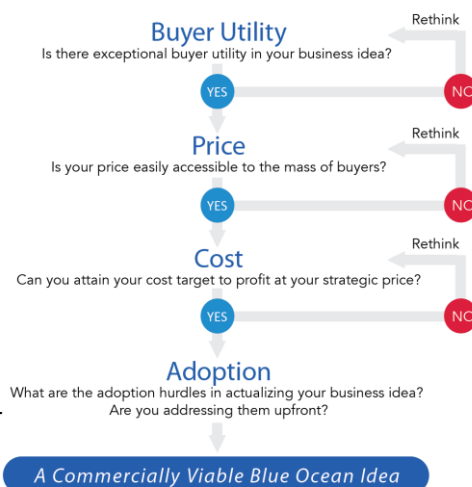 Rethink
Buyer Utility
Is there exceptional buyer utility in your business idea?
YES
NO
Rethink
Price
Is your price easily accessible to the mass of buyers?
YES
NO
Rethink
Cost
Can you attain your cost target to profit at your strategic price?
YES
NO
Adoption
What are the adoption hurdles in actualizing your business idea?
Are you addressing them upfront?
A Commercially Viable Blue Ocean Idea